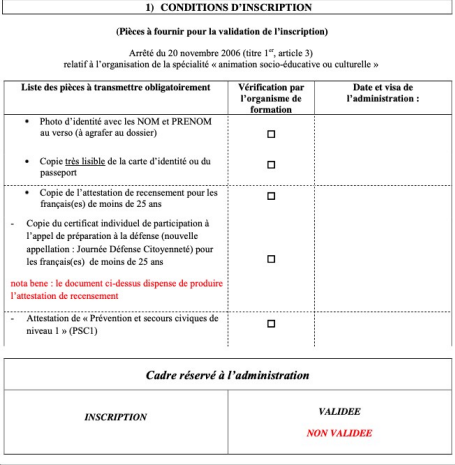 1) CONDITIONS D’INSCRIPTION
(Pièces à fournir pour la validation de l’inscription)
Arrêté du 20 novembre 2006 (titre 1er, article 3)
relatif à l’organisation de la spécialité « animation socio-éducative ou culturelle »
Liste des pièces à transmettre obligatoirement
Vérification par
l’organisme de
formation
Date et visa de
l’administration :
• Photo d’identité avec les NOM et PRENOM
au verso (à agrafer au dossier)
• Copie très lisible de la carte d’identité ou du
passeport
• Copie de l’attestation de recensement pour les
français(es) de moins de 25 ans
- Copie du certificat individuel de participation à
l’appel de préparation à la défense (nouvelle
appellation : Journée Défense Citoyenneté) pour
les français(es) de moins de 25 ans
nota bene : le document ci-dessus dispense de produire
l’attestation de recensement
- Attestation de « Prévention et secours civiques de
niveau 1 » (PSC1)
Cadre réservé à l’administration
INSCRIPTION
VALIDEE
NON VALIDEE